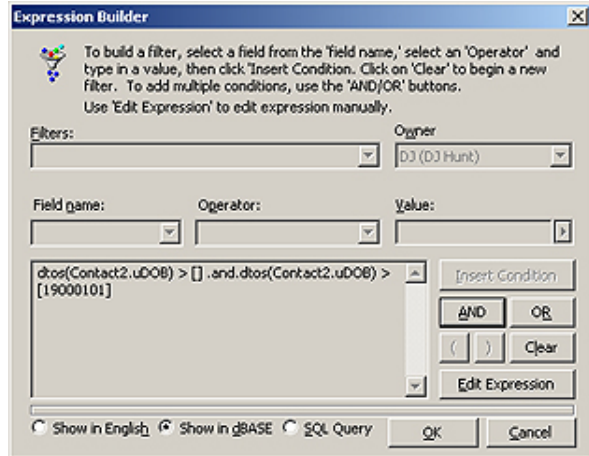 Expression Builder
To build a filter, select a field from the 'field name,' select an 'Operator' and
type in a value, then click 'Insert Condition. Click on 'Clear' to begin a new
filter. To add multiple conditions, use the 'AND/OR' buttons.
Use 'Edit Expression' to edit expression manually.
Filters:
Owner
DJ (DJ Hunt)
Field name:
Operator:
Value:
dtos(Contact2.uDOB) > [] .and.dtos(Contact2.uDOB) >
[19000101]
Insert Condition
AND
OR
(
)
Clear
Edit Expression
Show in English
Show in dBASE
SQL Query
OK
Cancel